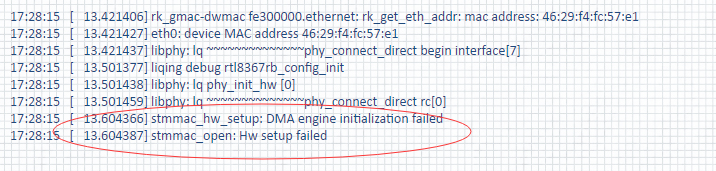 17:28:15 [ 13.421406] rk_gmac-dwmac fe300000.ethernet: rk_get_eth_addr: mac address: 46:29:f4:fc:57:e1
17:28:15 [ 13.421427] eth0: device MAC address 46:29:f4:fc:57:e1
17:28:15 [ 13.421437] libphy: lq ~~~~~~~~~~~~~~phy_connect_direct begin interface[7]
17:28:15 [ 13.501377] liqing debug rtl8367rb_config_init
17:28:15 [ 13.501438] libphy: lq phy_init_hw [0]
17:28:15 [ 13.501459] libphy: lq ~~~~~~~~~~~~~~phy_connect_direct rc[0]
17:28:15 [ 13.604366] stmmac_hw_setup: DMA engine initialization failed
17:28:15 [ 13.604387] stmmac_open: Hw setup failed